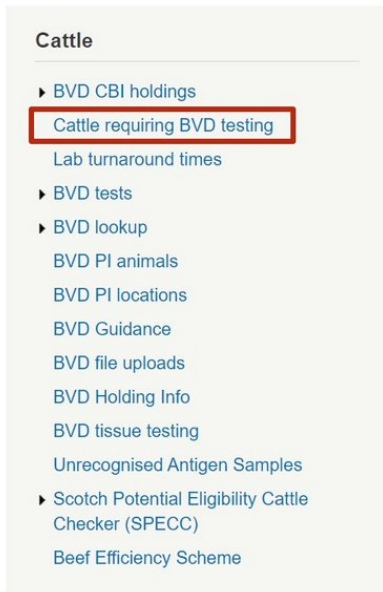 Cattle
BVD CBI holdings
Cattle requiring BVD testing
Lab turnaround times
BVD tests
BVD lookup
BVD PI animals
BVD PI locations
BVD Guidance
BVD file uploads
BVD Holding Info
BVD tissue testing
Unrecognised Antigen Samples
Scotch Potential Eligibility Cattle
Checker (SPECC)
Beef Efficiency Scheme